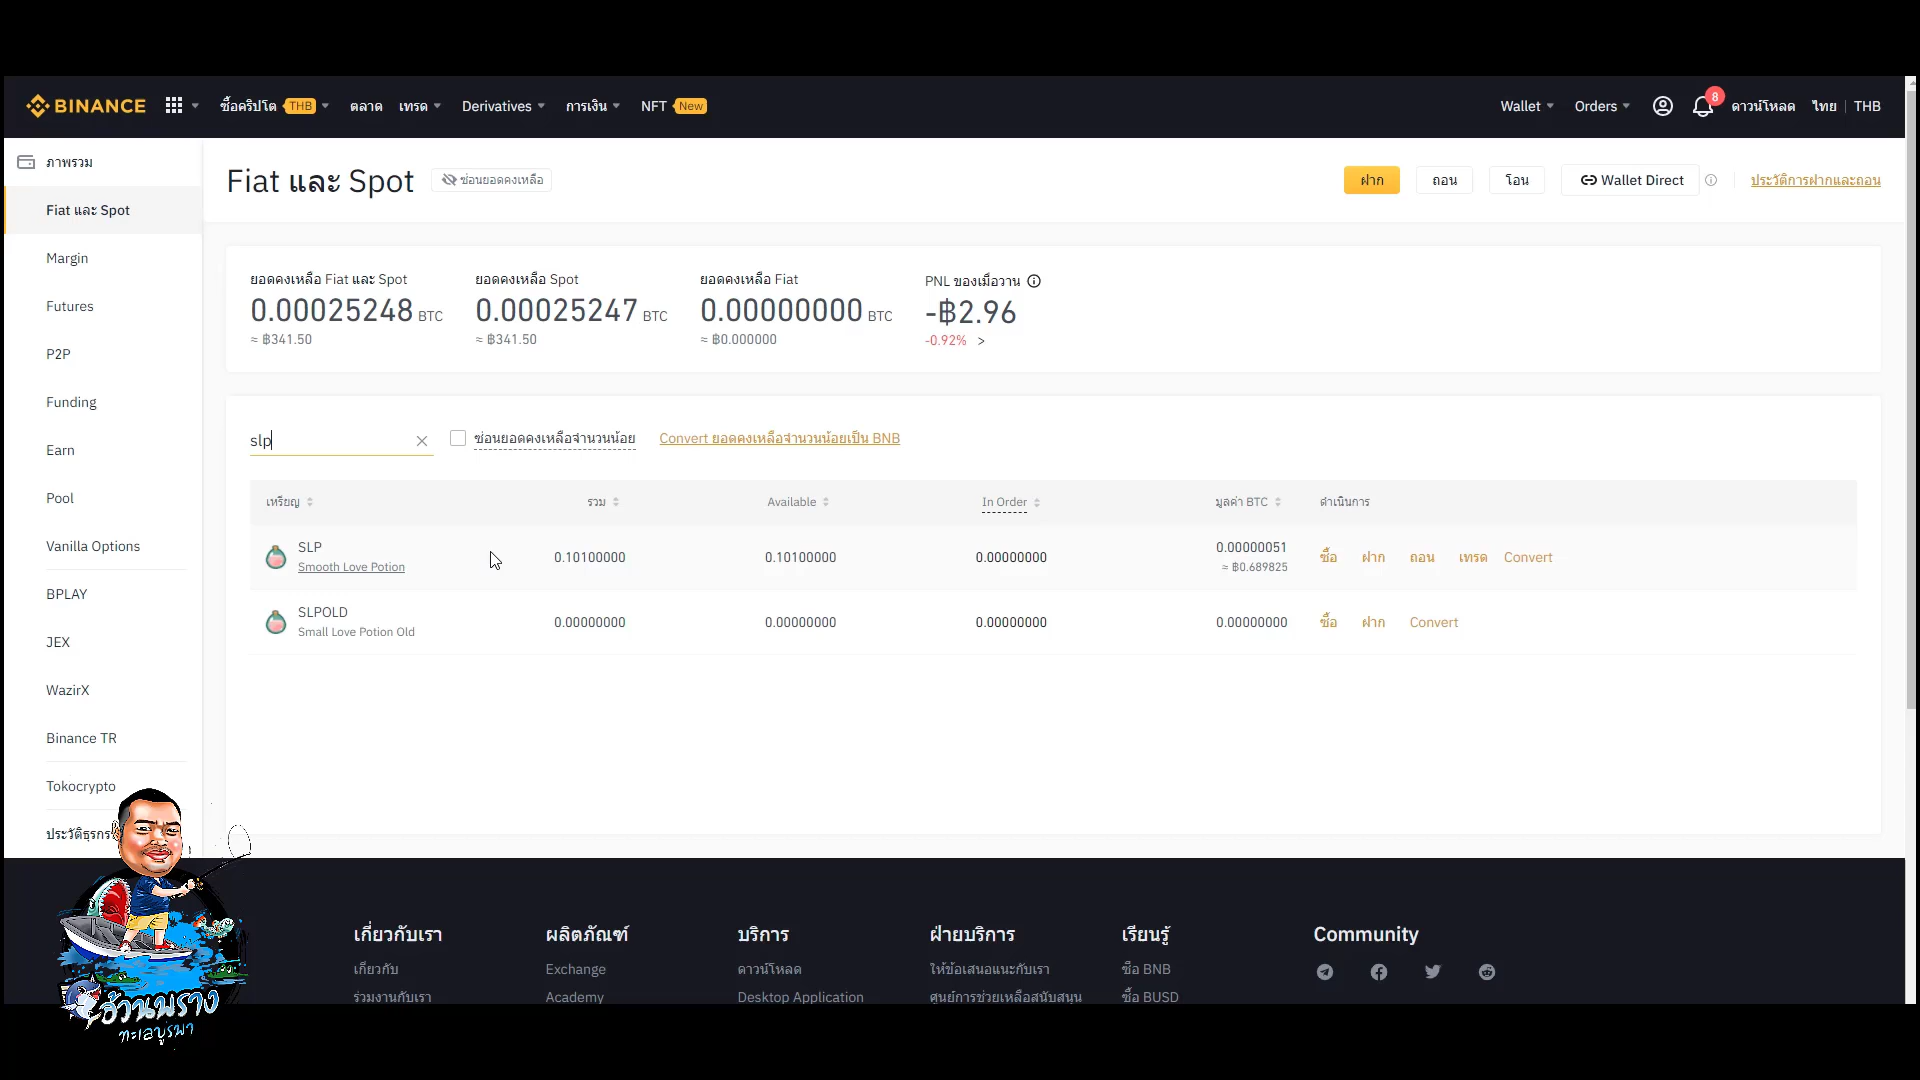 BINANCE
ซื้อคริปโต THB ตลาด เทรด Derivatives การเงิน NFT New
Wallet Orders 8 ดาวน์โหลด ไทย THB
ภาพรวม
Fiat และ Spot
Margin
Futures
P2P
Funding
Earn
Pool
Vanilla Options
BPLAY
JEX
WazirX
Binance TR
Tokocrypto
ประวัติธุรกร
Fiat และ Spot ซ่อนยอดคงเหลือ
ฝาก ถอน โอน Wallet Direct ประวัติการฝากและถอน
ยอดคงเหลือ Fiat และ Spot
0.00025248 BTC
≈ ฿341.50
ยอดคงเหลือ Spot
0.00025247 BTC
≈ ฿341.50
ยอดคงเหลือ Fiat
0.00000000 BTC
≈ ฿0.000000
PNL ของเมื่อวาน
-฿2.96
-0.92% >
slp
ซ่อนยอดคงเหลือจำนวนน้อย Convert ยอดคงเหลือจำนวนน้อยเป็น BNB
เหรียญ รวม Available In Order มูลค่า BTC ดำเนินการ
SLP
Smooth Love Potion
0.10100000 0.10100000 0.00000000
0.00000051
≈ ฿0.689825
ซื้อ ฝาก ถอน เทรด Convert
SLPOLD
Small Love Potion Old
0.00000000 0.00000000 0.00000000 0.00000000
ซื้อ ฝาก Convert
เกี่ยวกับเรา
เกี่ยวกับ
ร่วมงานกับเรา
ผลิตภัณฑ์
Exchange
Academy
บริการ
ดาวน์โหลด
Desktop Application
ฝ่ายบริการ
ให้ข้อเสนอแนะกับเรา
ศูนย์การช่วยเหลือสนับสนุน
เรียนรู้
ซื้อ BNB
ซื้อ BUSD
Community
ทะเลบูรพา